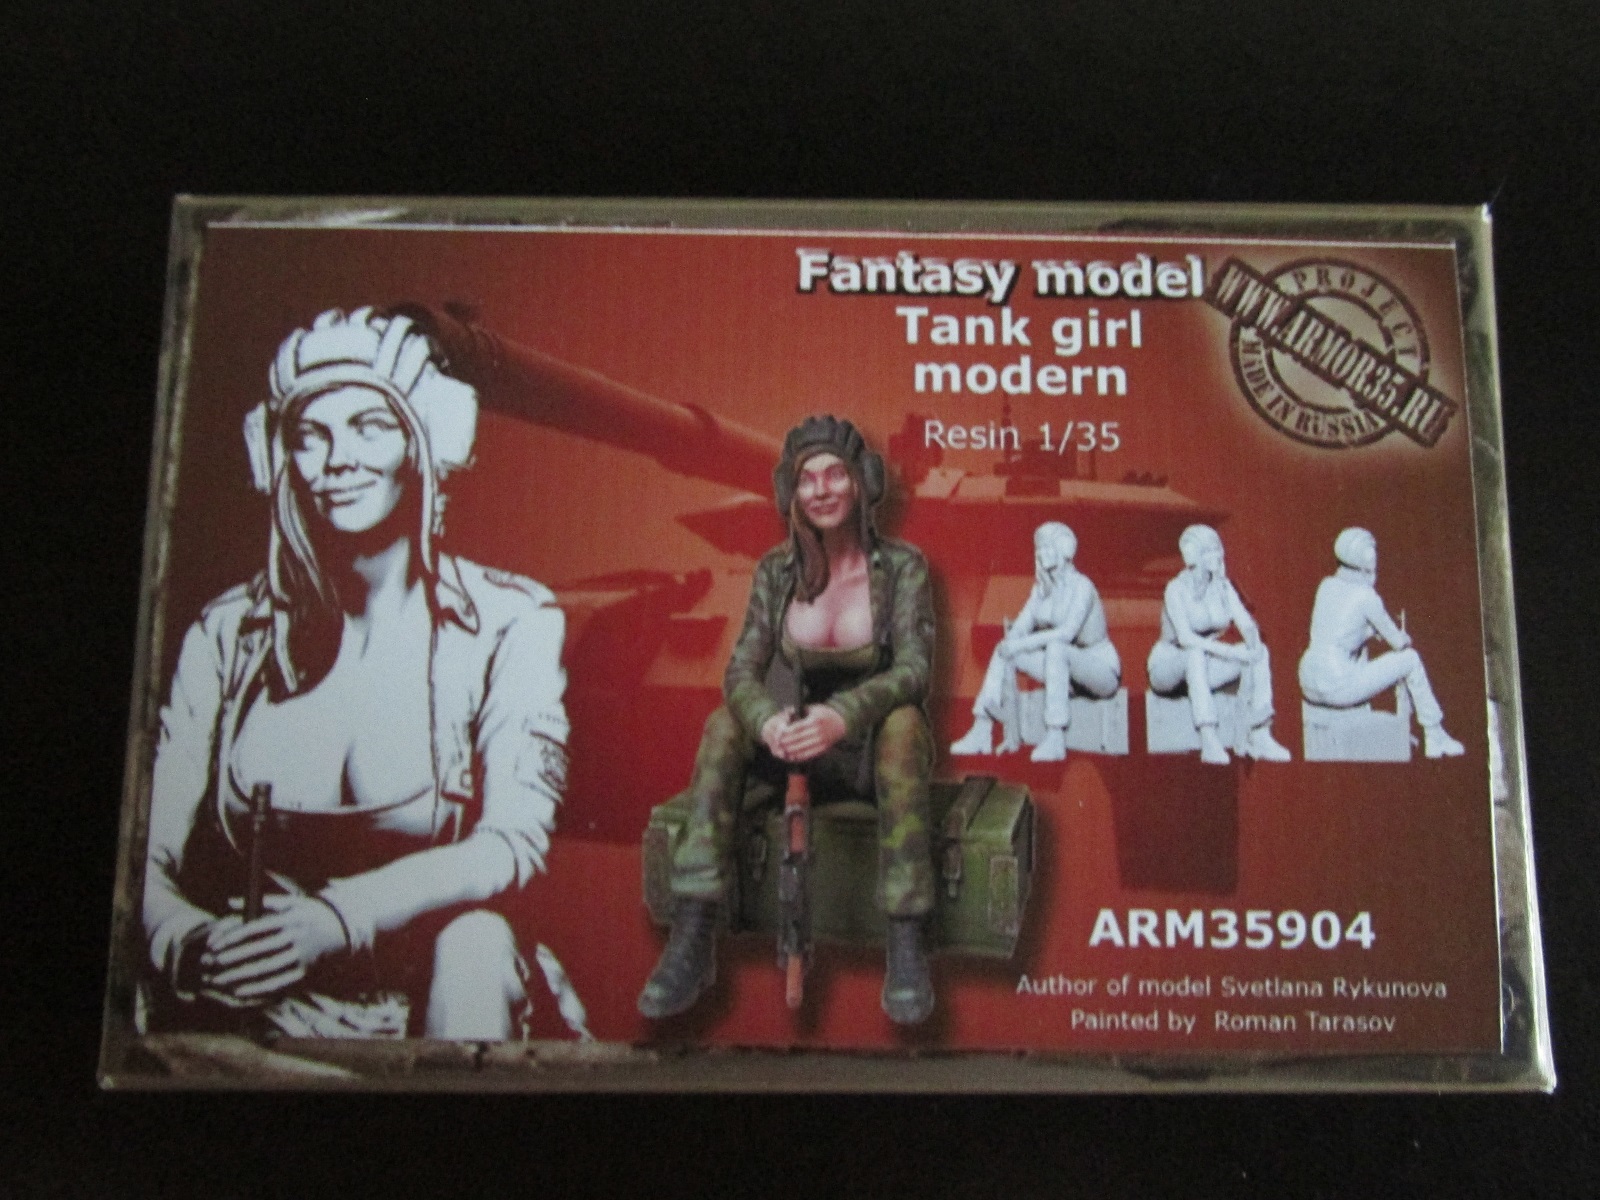 Fantasy model
Tank girl
modern
Resin 1/35
PROJECT
WWW.ARMOR35.RU
MADE IN RUSSIA
ARM35904
Author of model Svetlana Rykunova
Painted by Roman Tarasov